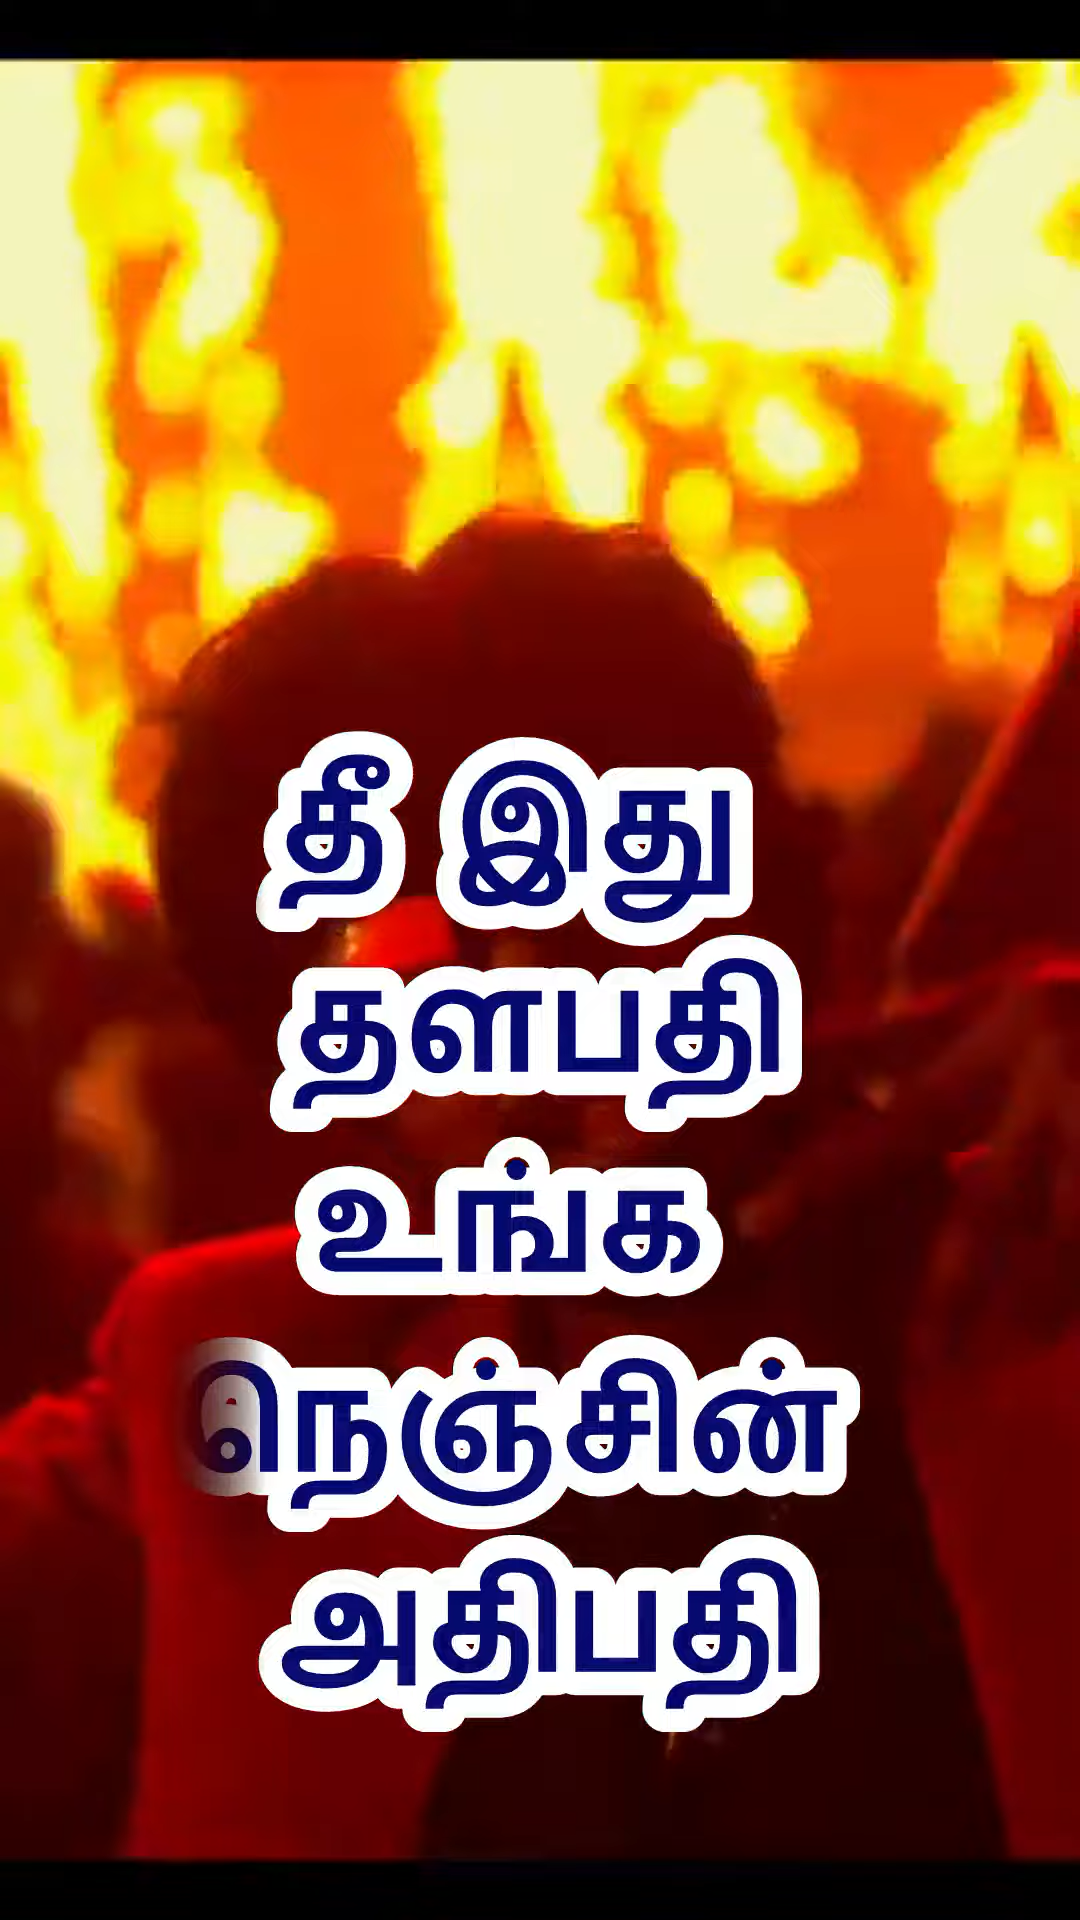 தீ இது
தளபதி
உங்க
நெஞ்சின்
அதிபதி